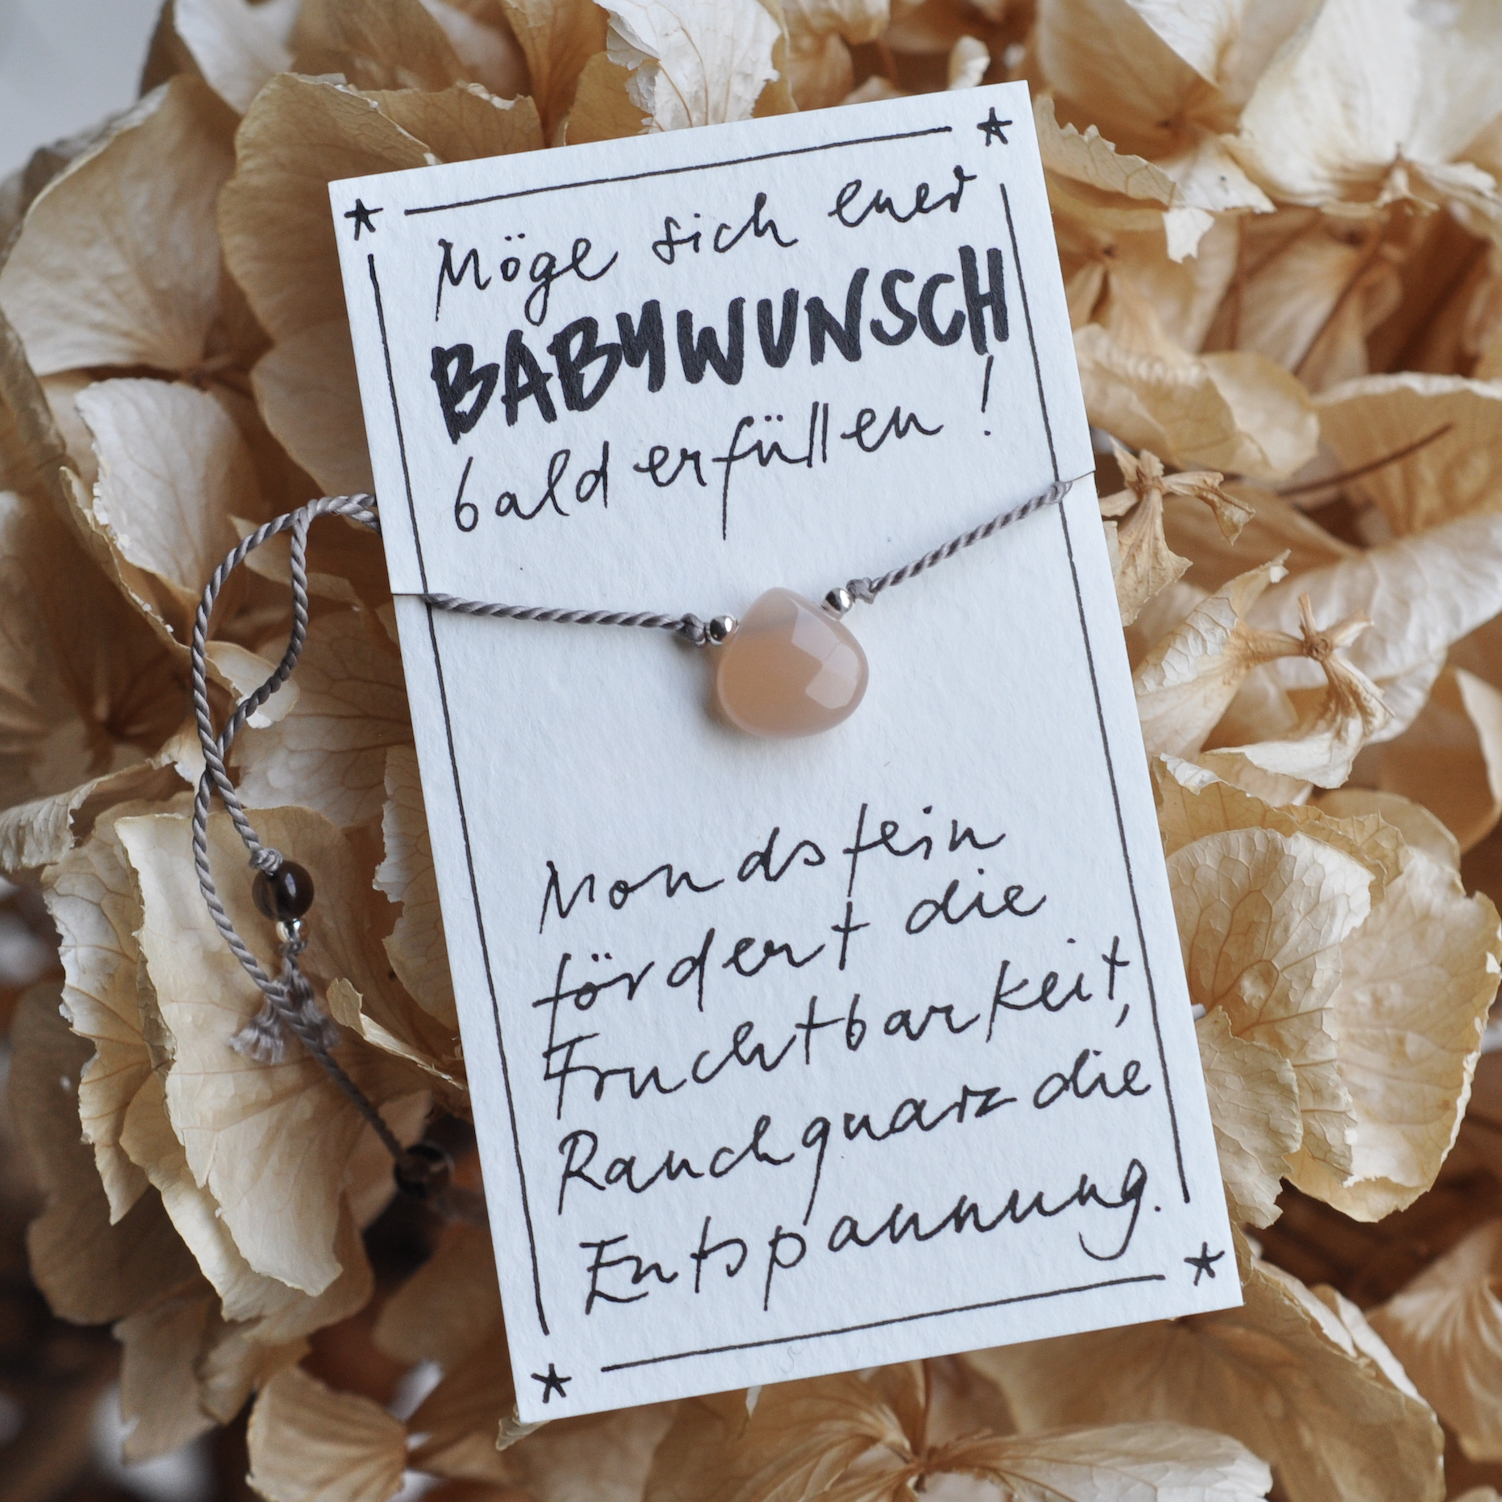 Möge sich euer
BABYWUNSCH
bald erfüllen!
Mondstein
fördert die
Fruchtbarkeit,
Rauchquarz die
Entspannung.